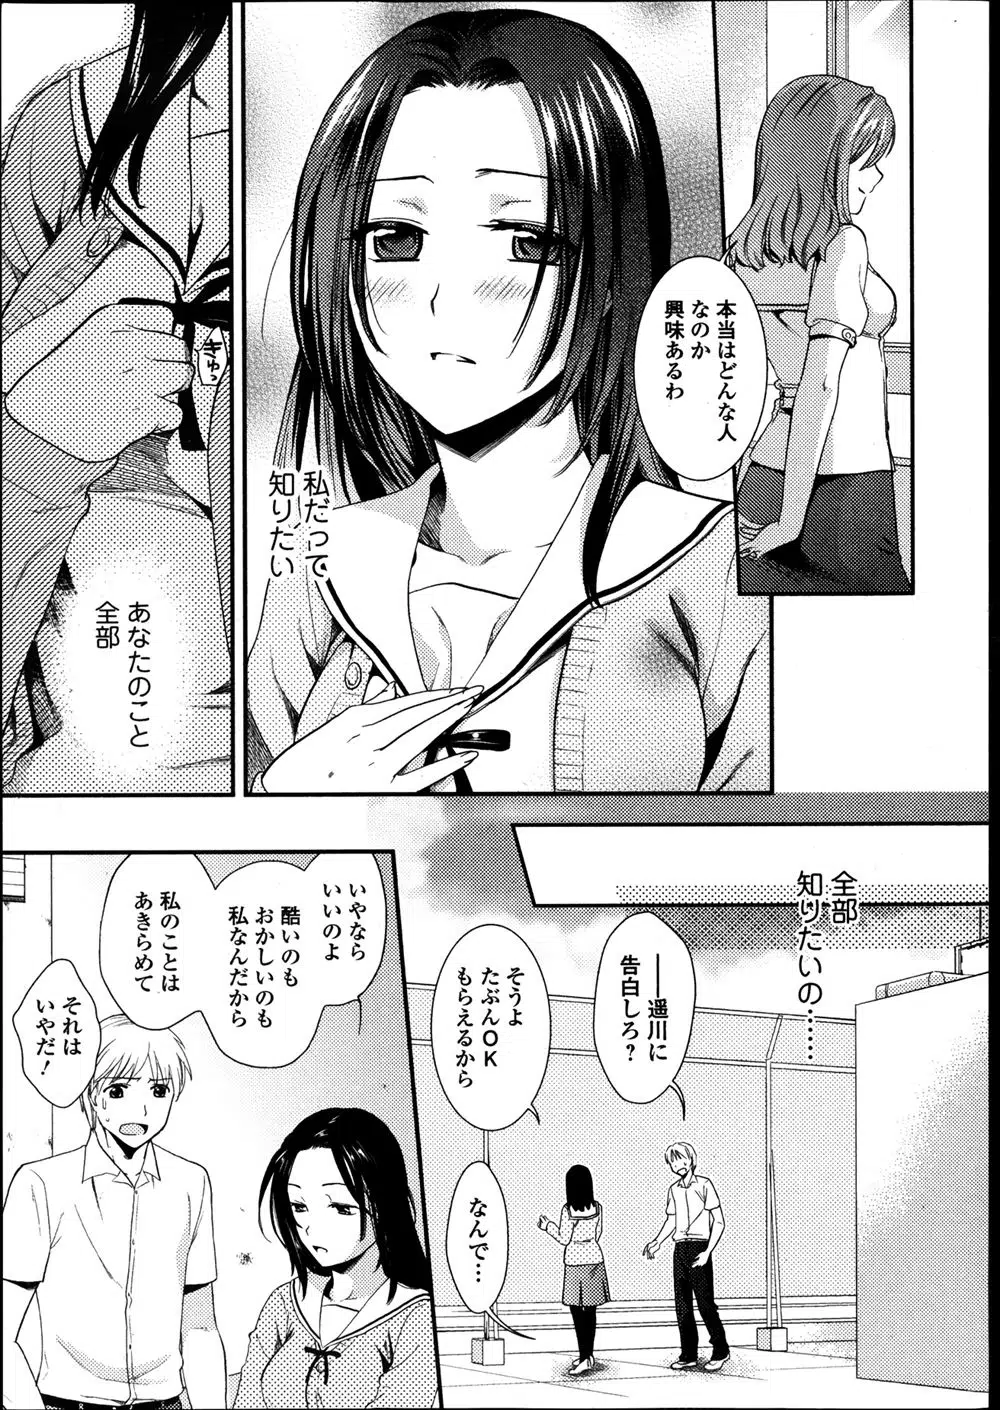 本当はどんな人
なのか
興味あるわ
私だって
知りたい
きゅっ
あなたのこと
全部
全部
知りたいの……
――遥川に
告白しろ?
そうよ
たぶんOK
もらえるから
なんで…
いやなら
いいのよ
酷いのも
おかしいのも
私なんだから
私のことは
あきらめて
それは
いやだ!